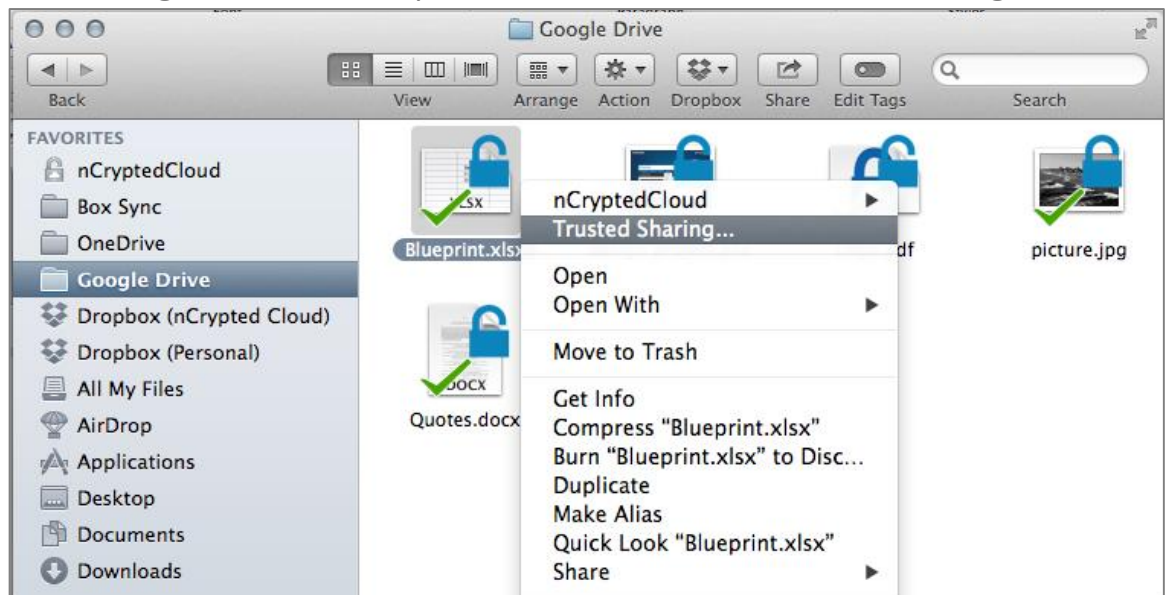 Google Drive
Back
View
Arrange
Action
Dropbox
Share
Edit Tags
Search
FAVORITES
nCryptedCloud
Box Sync
OneDrive
Google Drive
Dropbox (nCrypted Cloud)
Dropbox (Personal)
All My Files
AirDrop
Applications
Desktop
Documents
Downloads
XLSX
Blueprint.xlsx
df
picture.jpg
DOCX
Quotes.docx
nCryptedCloud
Trusted Sharing...
Open
Open With
Move to Trash
Get Info
Compress “Blueprint.xlsx”
Burn “Blueprint.xlsx” to Disc...
Duplicate
Make Alias
Quick Look “Blueprint.xlsx”
Share